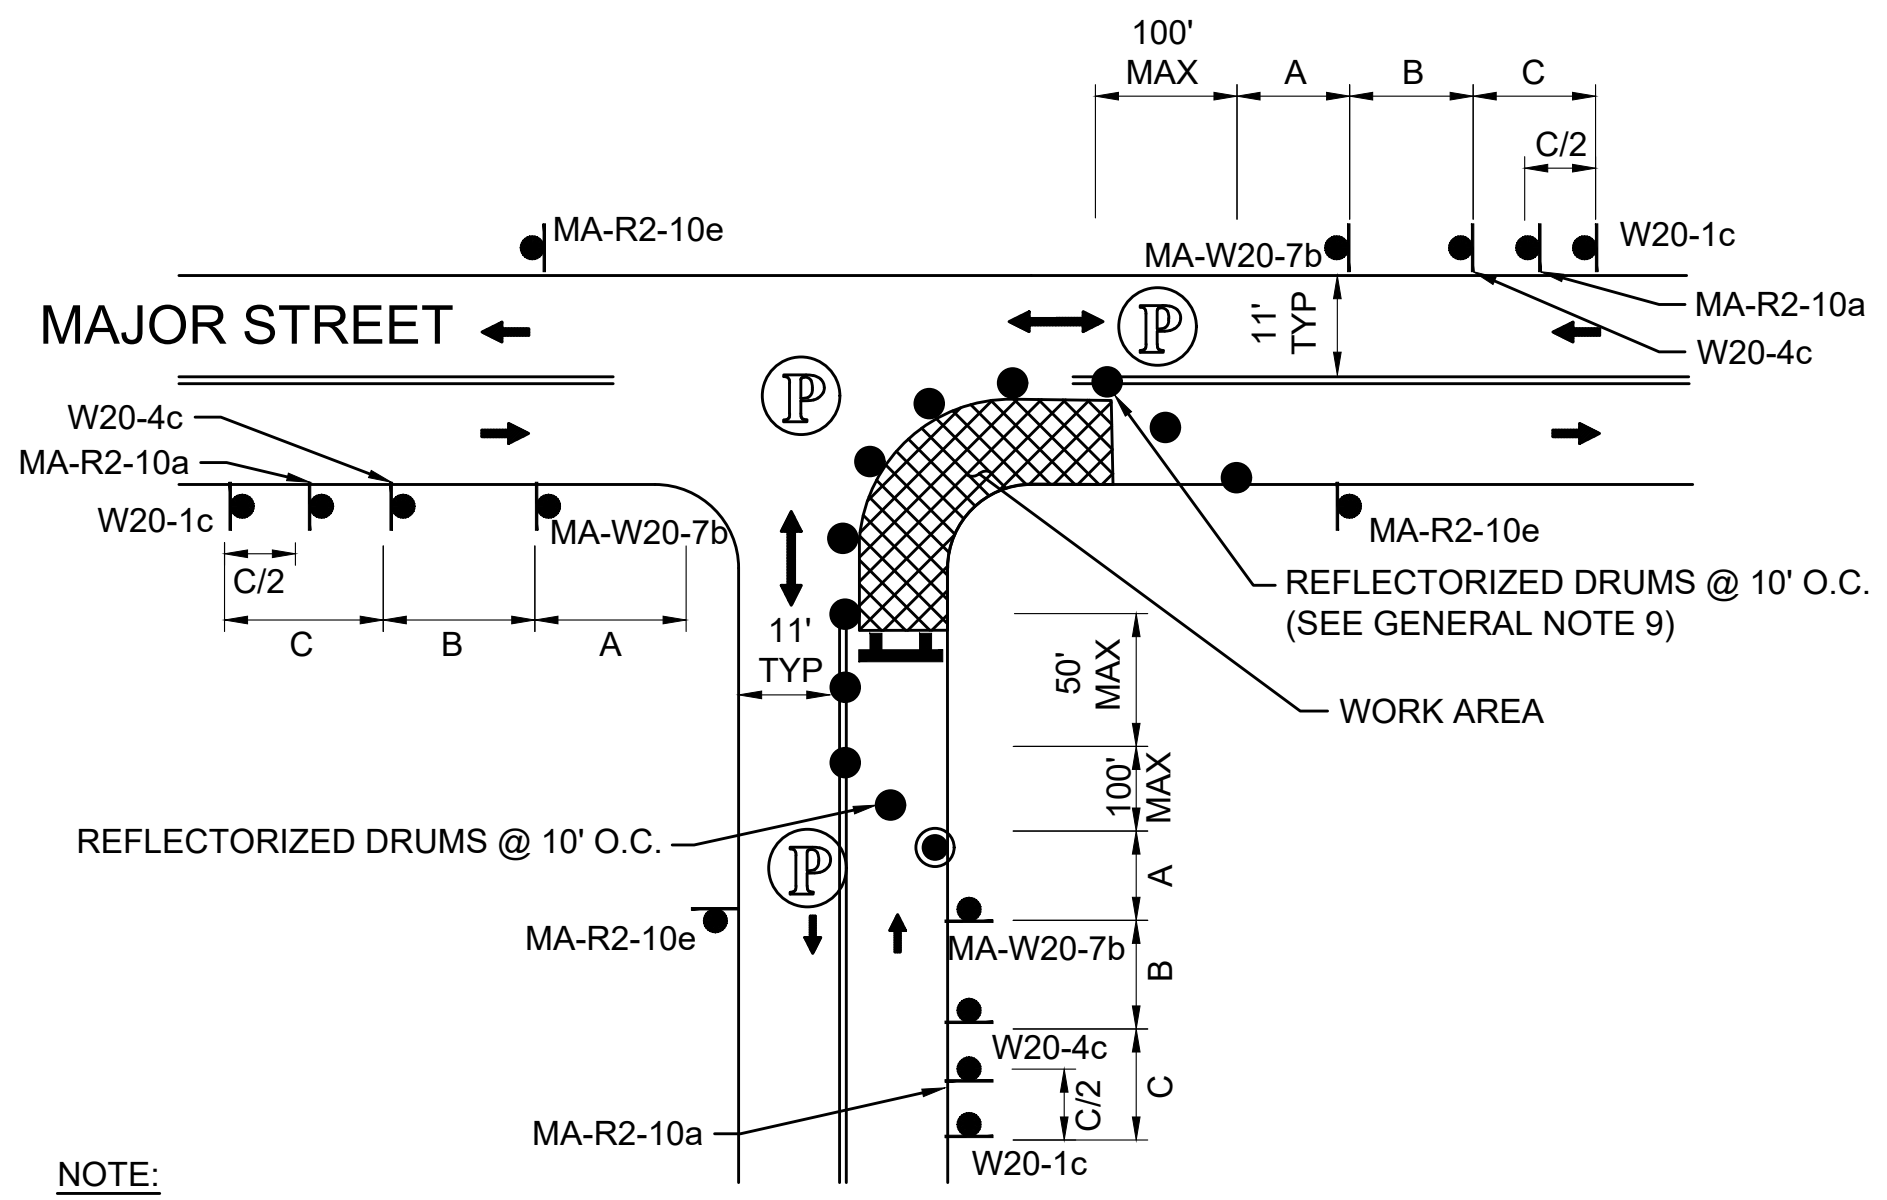 100'
MAX
A
B
C
C/2
MA-R2-10e
MA-W20-7b
W20-1c
MAJOR STREET
P
11'
TYP
MA-R2-10a
W20-4c
P
W20-4c
MA-R2-10a
W20-1c
MA-W20-7b
MA-R2-10e
C/2
C
B
A
11'
TYP
REFLECTORIZED DRUMS @ 10' O.C.
(SEE GENERAL NOTE 9)
50'
MAX
WORK AREA
100'
MAX
REFLECTORIZED DRUMS @ 10' O.C.
P
A
MA-R2-10e
MA-W20-7b
B
W20-4c
C
C/2
MA-R2-10a
W20-1c
NOTE: